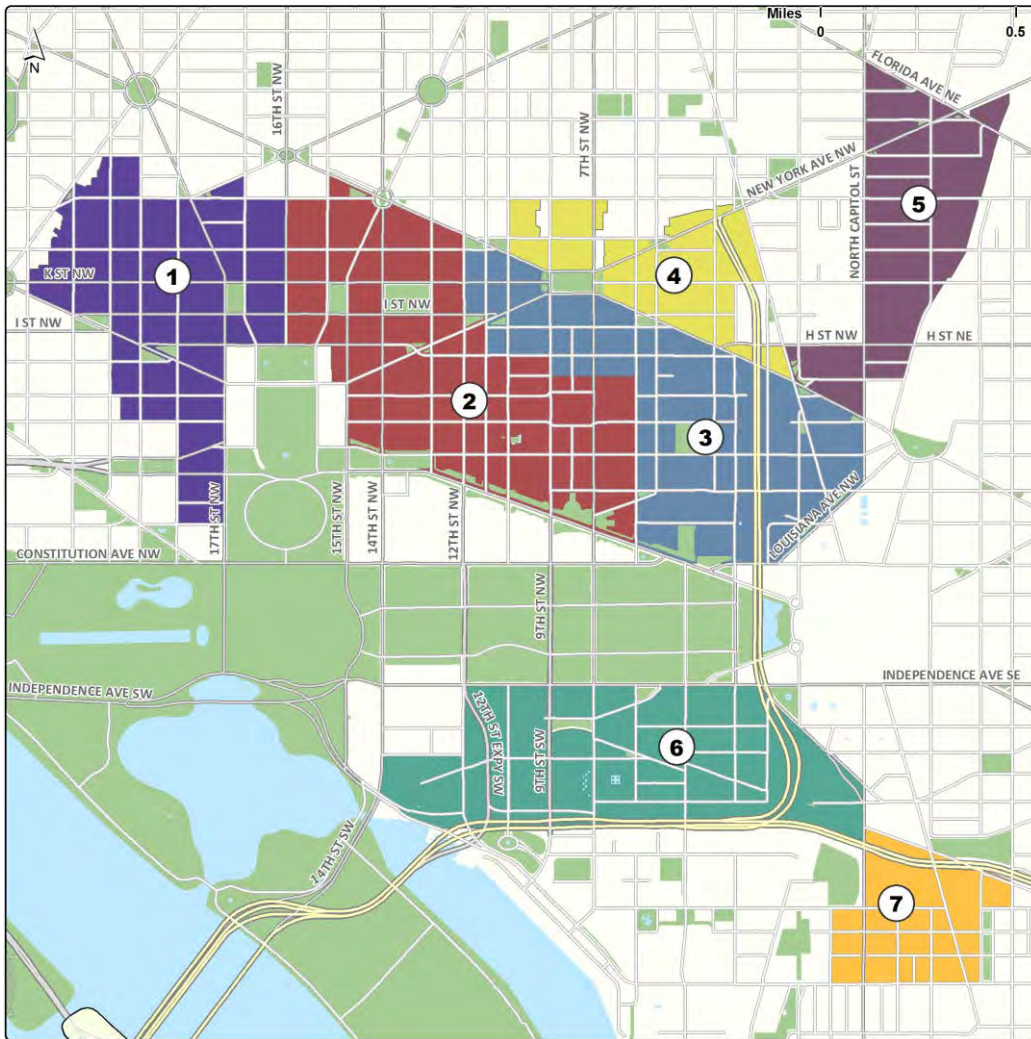 Miles
0
0.5
N
FLORIDA AVE NE
16TH ST NW
7TH ST NW
NEW YORK AVE NW
NORTH CAPITOL ST
5
1
K ST NW
4
I ST NW
I ST NW
H ST NW
H ST NE
2
3
17TH ST NW
15TH ST NW
14TH ST NW
12TH ST NW
LOUISIANA AVE NW
CONSTITUTION AVE NW
9TH ST NW
INDEPENDENCE AVE SW
INDEPENDENCE AVE SE
12TH ST EXPY SW
9TH ST SW
6
14TH ST SW
7